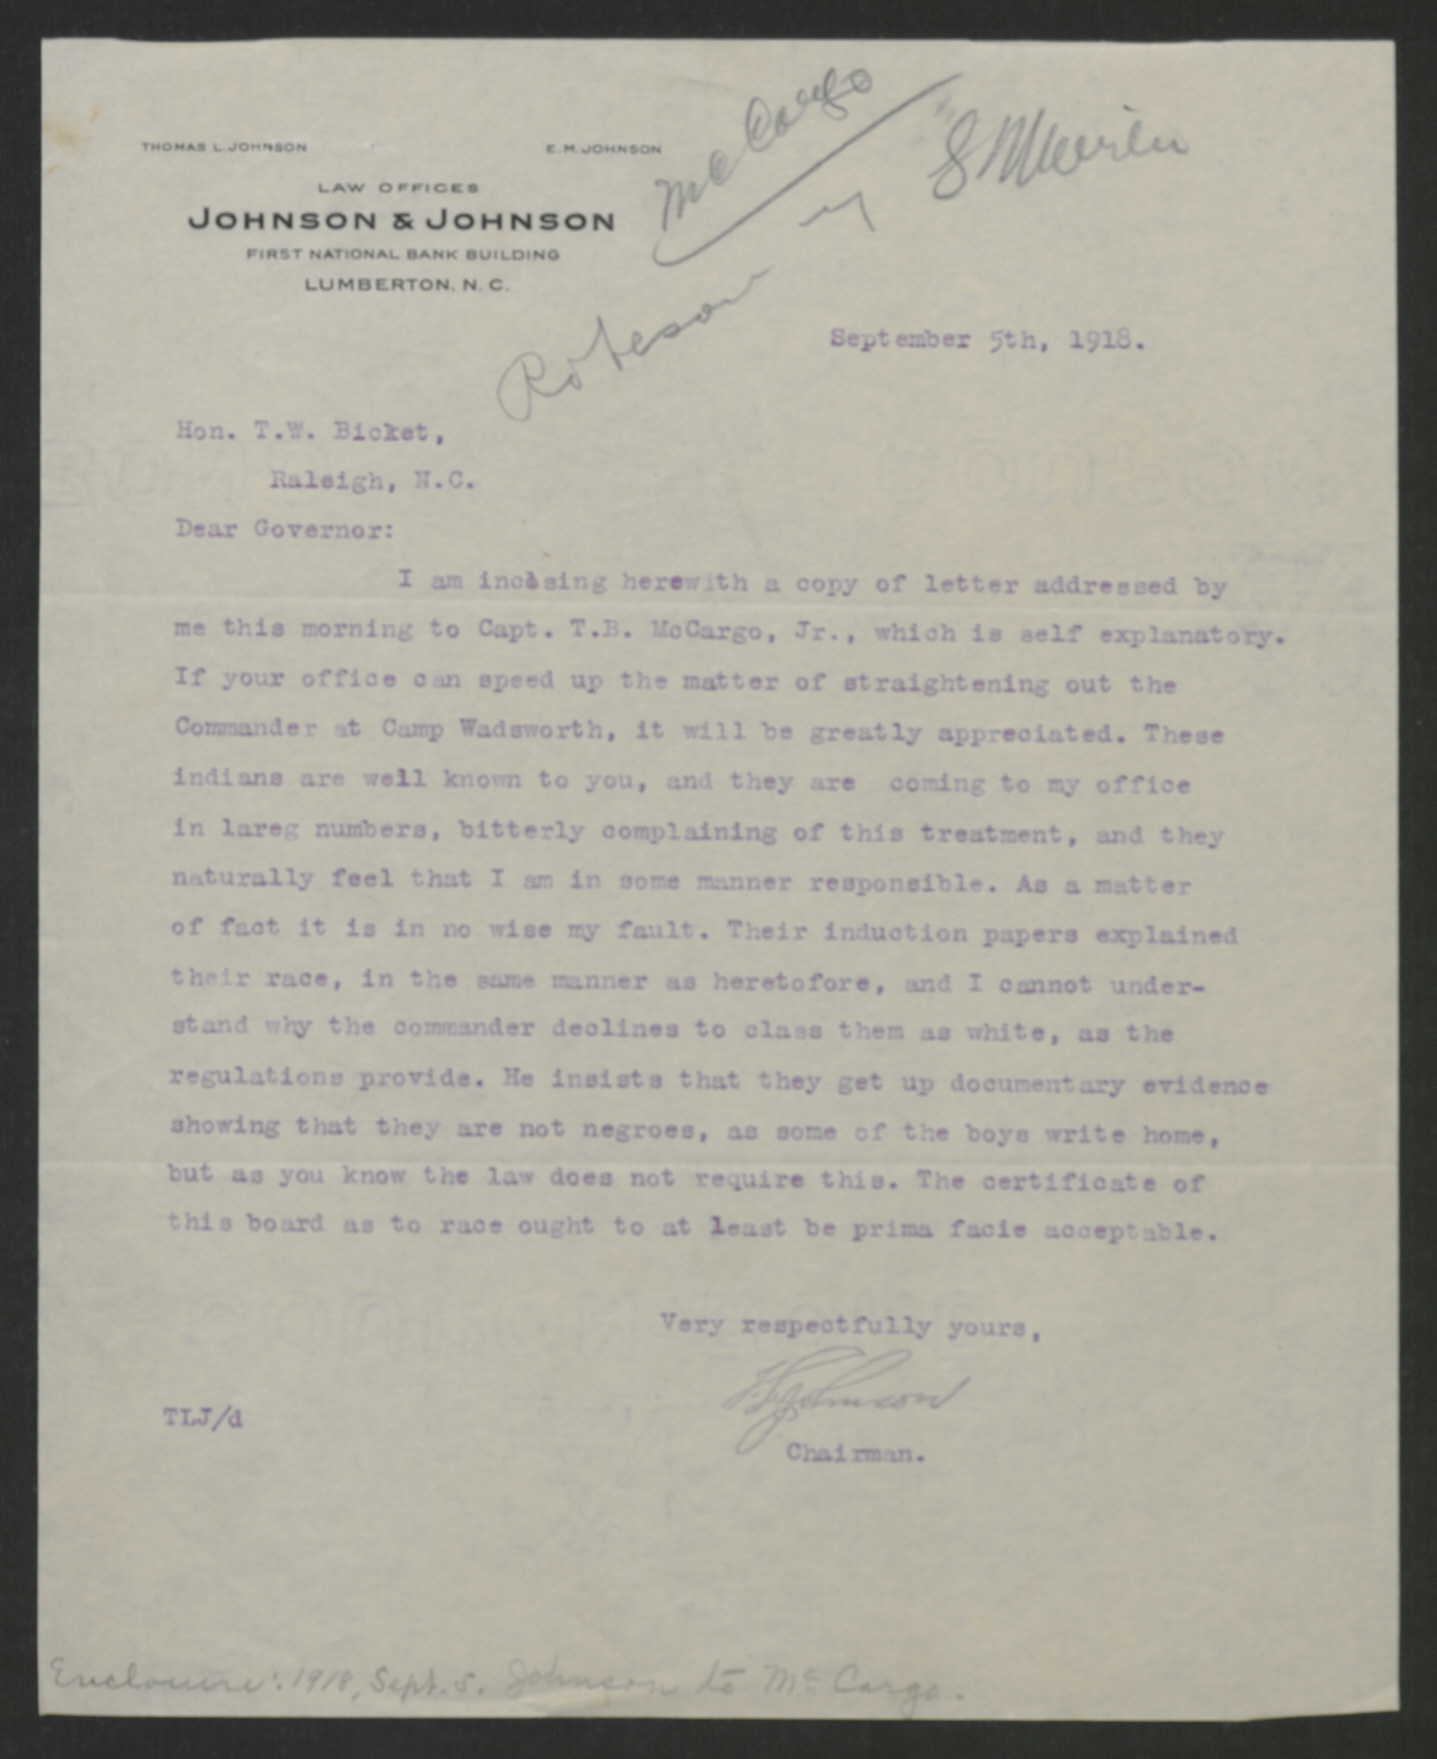 THOMAS L. JOHNSON E. M. JOHNSON
LAW OFFICES
JOHNSON & JOHNSON
FIRST NATIONAL BANK BUILDING
LUMBERTON, N. C.
McCargo
Robeson
September 5th, 1918.
Hon. T.W. Bicket,
Raleigh, N.C.
Dear Governor:
I am inclsing herewith a copy of letter addressed by
me this morning to Capt. T.B. McCargo, Jr., which is self explanatory.
If your office can speed up the matter of straightening out the
Commander at Camp Wadsworth, it will be greatly appreciated. These
indians are well known to you, and they are coming to my office
in lareg numbers, bitterly complaining of this treatment, and they
naturally feel that I am in some manner responsible. As a matter
of fact it is in no wise my fault. Their induction papers explained
their race, in the same manner as heretofore, and I cannot under-
stand why the commander declines to class them as white, as the
regulations provide. He insists that they get up documentary evidence
showing that they are not negroes, as some of the boys write home,
but as you know the law does not require this. The certificate of
this board as to race ought to at least be prima facie acceptable.
Very respectfully yours,
TLJohnson
TLJ/d
Chairman.
Enclosure: 1918, Sept. 5. Johnson to McCargo.